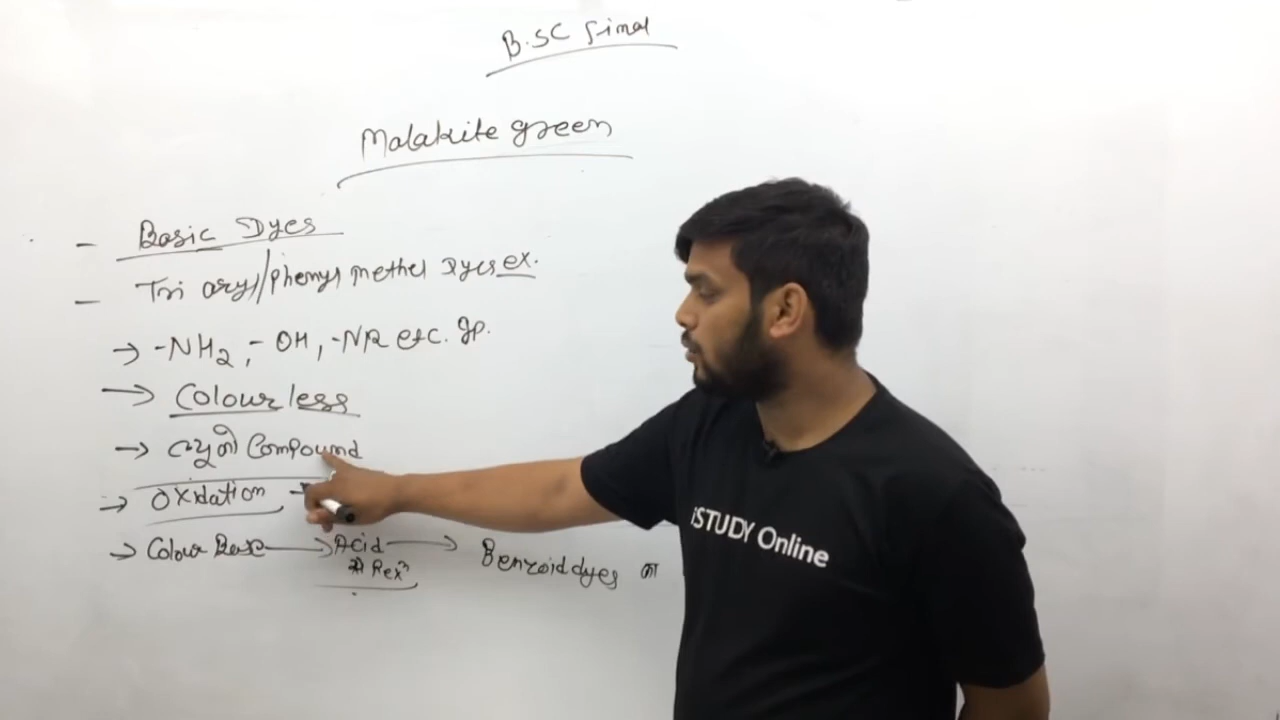 B.SC final
Malakite green
- Basic Dyes
- Tri aryl/phenyl methel Dyes ex.
→ -NH2, -OH, -NR etc. gp.
→ Colourless
→ ल्यूको Compound
→ Oxidation →
→ Colour Base → Acid → Benzoid dyes का
Rexn
iSTUDY Online